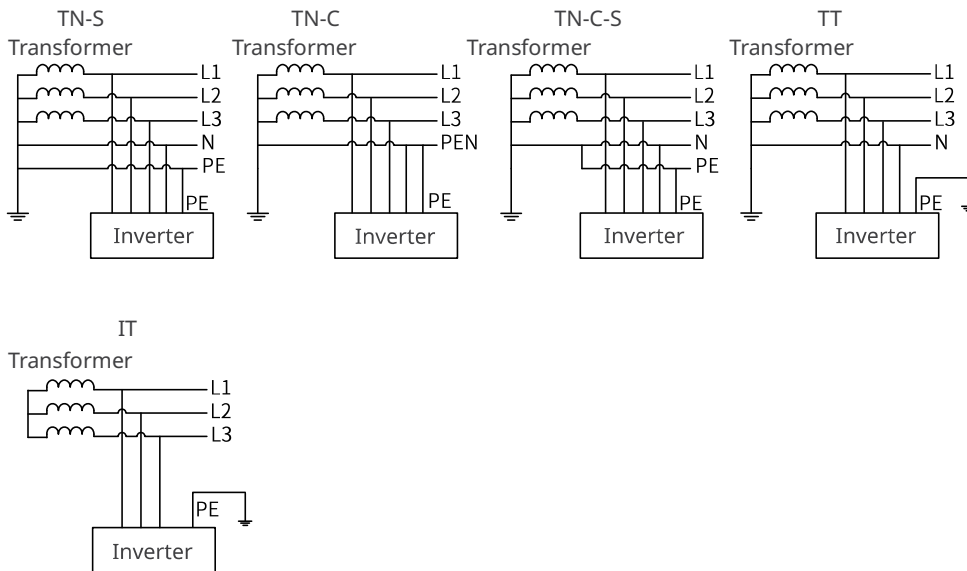 TN-S
Transformer
L1
L2
L3
N
PE
PE
Inverter
TN-C
Transformer
L1
L2
L3
PEN
PE
Inverter
TN-C-S
Transformer
L1
L2
L3
N
PE
PE
Inverter
TT
Transformer
L1
L2
L3
N
PE
Inverter
IT
Transformer
L1
L2
L3
PE
Inverter